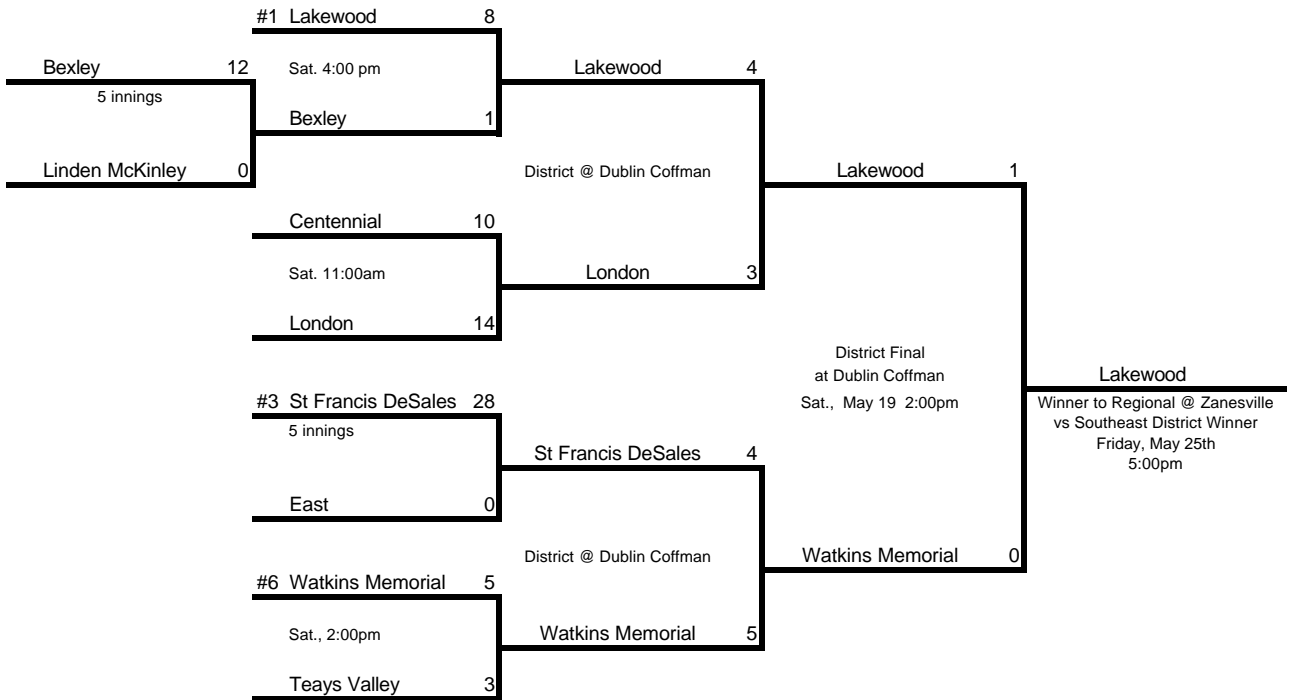 #1 Lakewood 8
Bexley 12
Sat. 4:00 pm
Lakewood 4
5 innings
Bexley 1
Linden McKinley 0
District @ Dublin Coffman
Lakewood 1
Centennial 10
Sat. 11:00am
London 3
London 14
District Final
at Dublin Coffman
Sat., May 19 2:00pm
Lakewood
Winner to Regional @ Zanesville
vs Southeast District Winner
Friday, May 25th
5:00pm
#3 St Francis DeSales 28
5 innings
St Francis DeSales 4
East 0
District @ Dublin Coffman
Watkins Memorial 0
#6 Watkins Memorial 5
Sat., 2:00pm
Watkins Memorial 5
Teays Valley 3